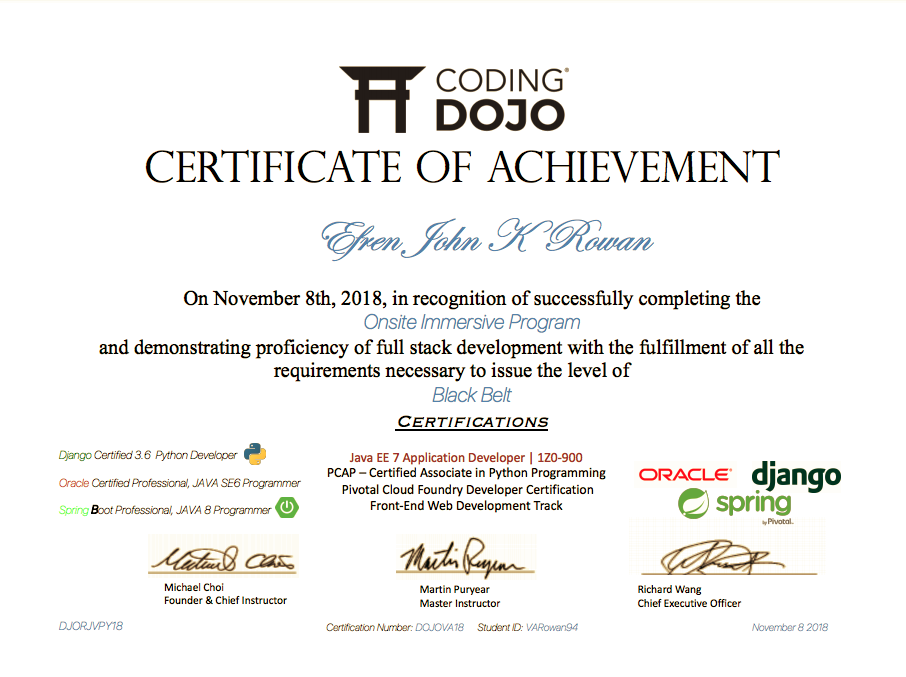 CODING®
DOJO
CERTIFICATE OF ACHIEVEMENT
Efren John K Rowan
On November 8th, 2018, in recognition of successfully completing the
Onsite Immersive Program
and demonstrating proficiency of full stack development with the fulfillment of all the
requirements necessary to issue the level of
Black Belt
CERTIFICATIONS
Django Certified 3.6 Python Developer
Oracle Certified Professional, JAVA SE6 Programmer
Spring Boot Professional, JAVA 8 Programmer
Java EE 7 Application Developer | 1Z0-900
PCAP – Certified Associate in Python Programming
Pivotal Cloud Foundry Developer Certification
Front-End Web Development Track
ORACLE® django
spring
by Pivotal™
Michael Choi
Founder & Chief Instructor
Martin Puryear
Martin Puryear
Master Instructor
Richard Wang
Chief Executive Officer
DJORJVPY18
Certification Number: DOJOVA18 Student ID: VARowan94
November 8 2018